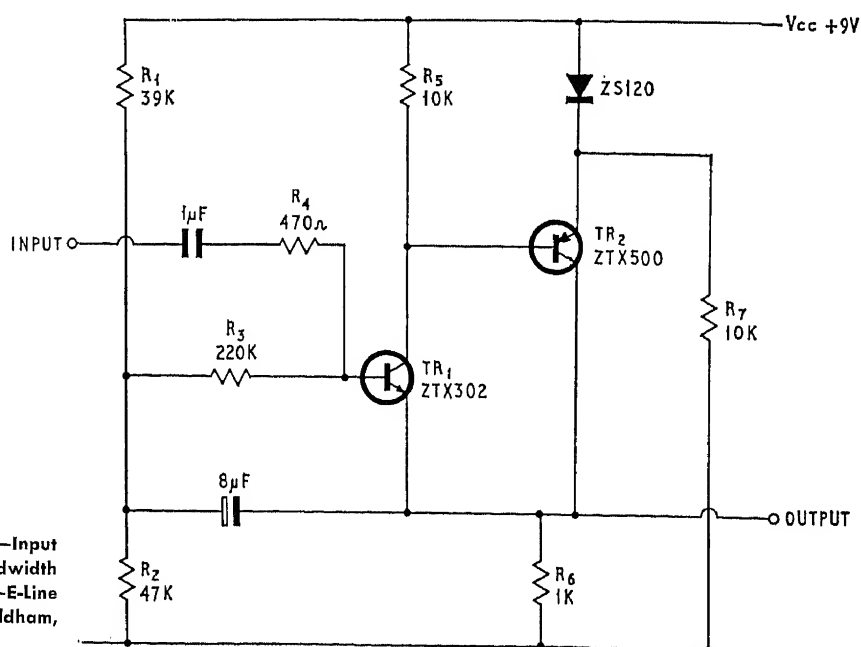 Vcc +9V
R1
39K
R5
10K
ZS120
1µF
R4
470Ω
INPUT
TR2
ZTX500
R3
220K
R7
10K
TR1
ZTX302
8µF
OUTPUT
—Input
dwidth
-E-Line
ldham,
R2
47K
R6
1K